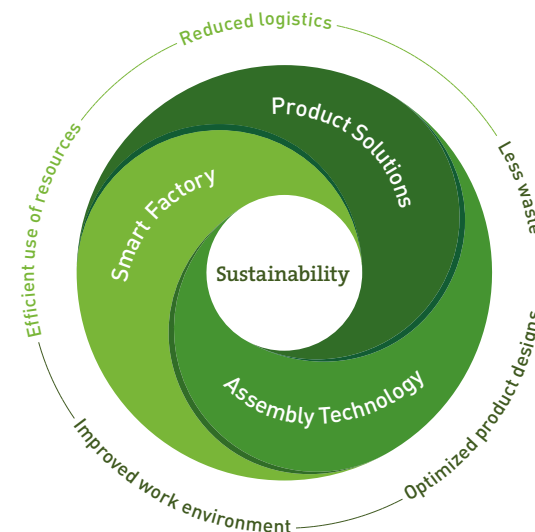 Reduced logistics
Less waste
Optimized product designs
Improved work environment
Efficient use of resources
Product Solutions
Smart Factory
Sustainability
Assembly Technology